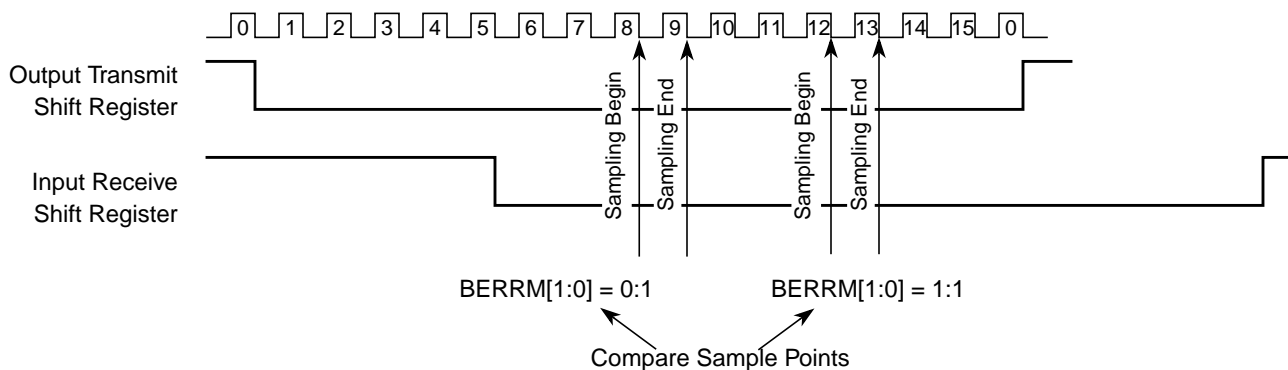 0 1 2 3 4 5 6 7 8 9 10 11 12 13 14 15 0
Output Transmit
Shift Register
Input Receive
Shift Register
Sampling Begin
Sampling End
Sampling Begin
Sampling End
BERRM[1:0] = 0:1
BERRM[1:0] = 1:1
Compare Sample Points